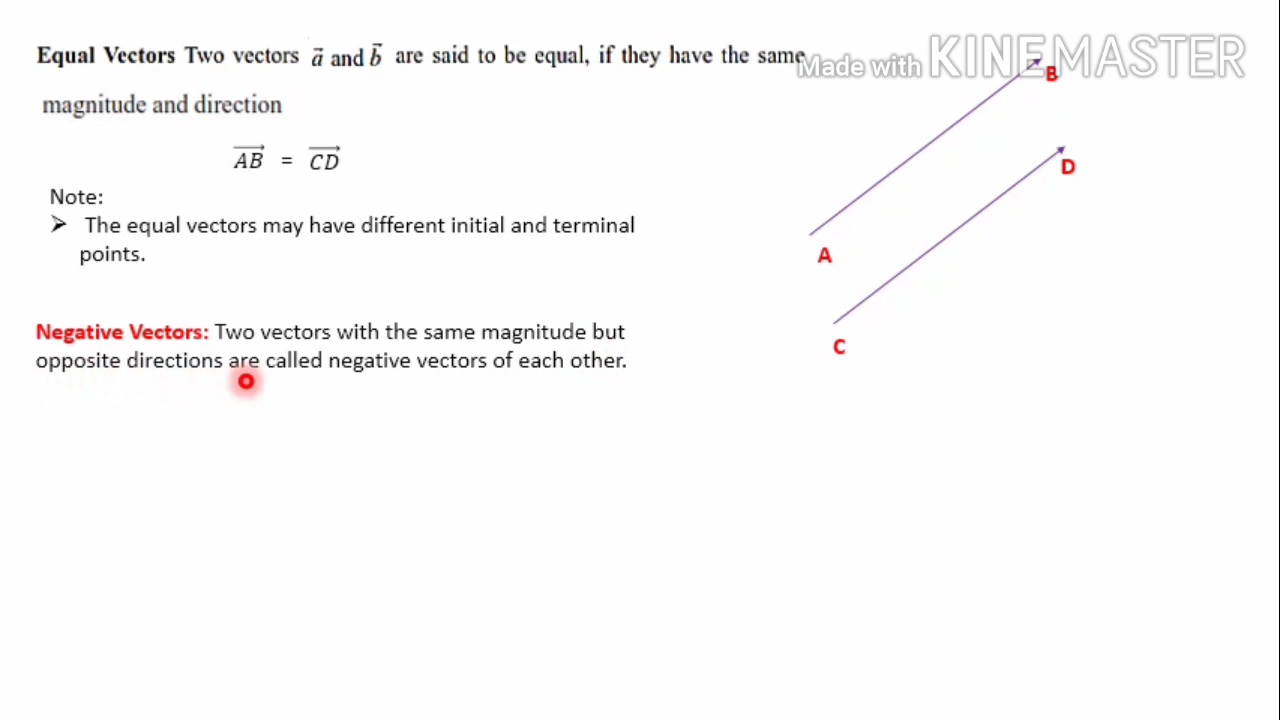 Equal Vectors Two vectors a⃗ and b⃗ are said to be equal, if they have the same
magnitude and direction
Made with KINEMASTER
B
D
A⃗B⃗ = C⃗D⃗
Note:
➢ The equal vectors may have different initial and terminal
points.
A
Negative Vectors: Two vectors with the same magnitude but
opposite directions are called negative vectors of each other.
C